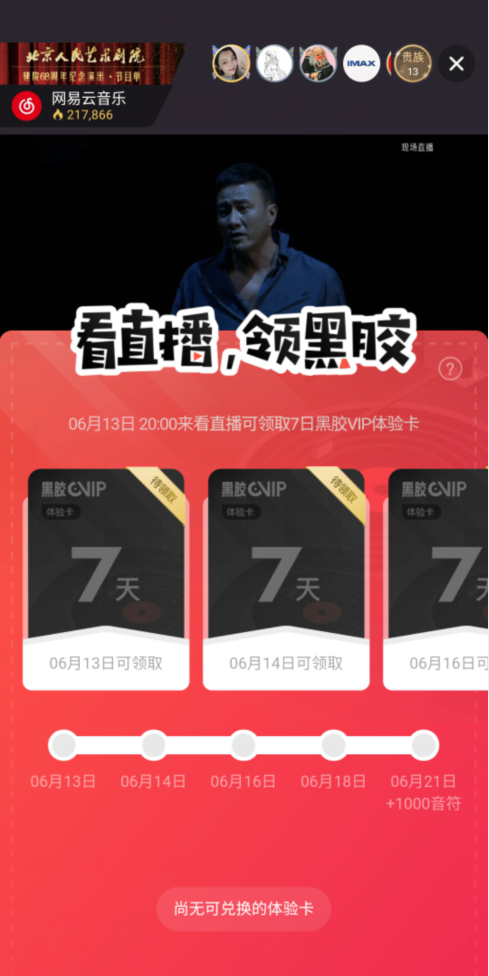 北京人民艺术剧院
建院68周年纪念演出·节目单
网易云音乐
217,866
IMAX
贵族
13
现场直播
看直播,领黑胶
?
06月13日 20:00来看直播可领取7日黑胶VIP体验卡
黑胶VIP
体验卡
待领取
7天
06月13日可领取
黑胶VIP
体验卡
待领取
7天
06月14日可领取
黑胶VIP
体验卡
7天
06月16日可
06月13日
06月14日
06月16日
06月18日
06月21日
+1000音符
尚无可兑换的体验卡